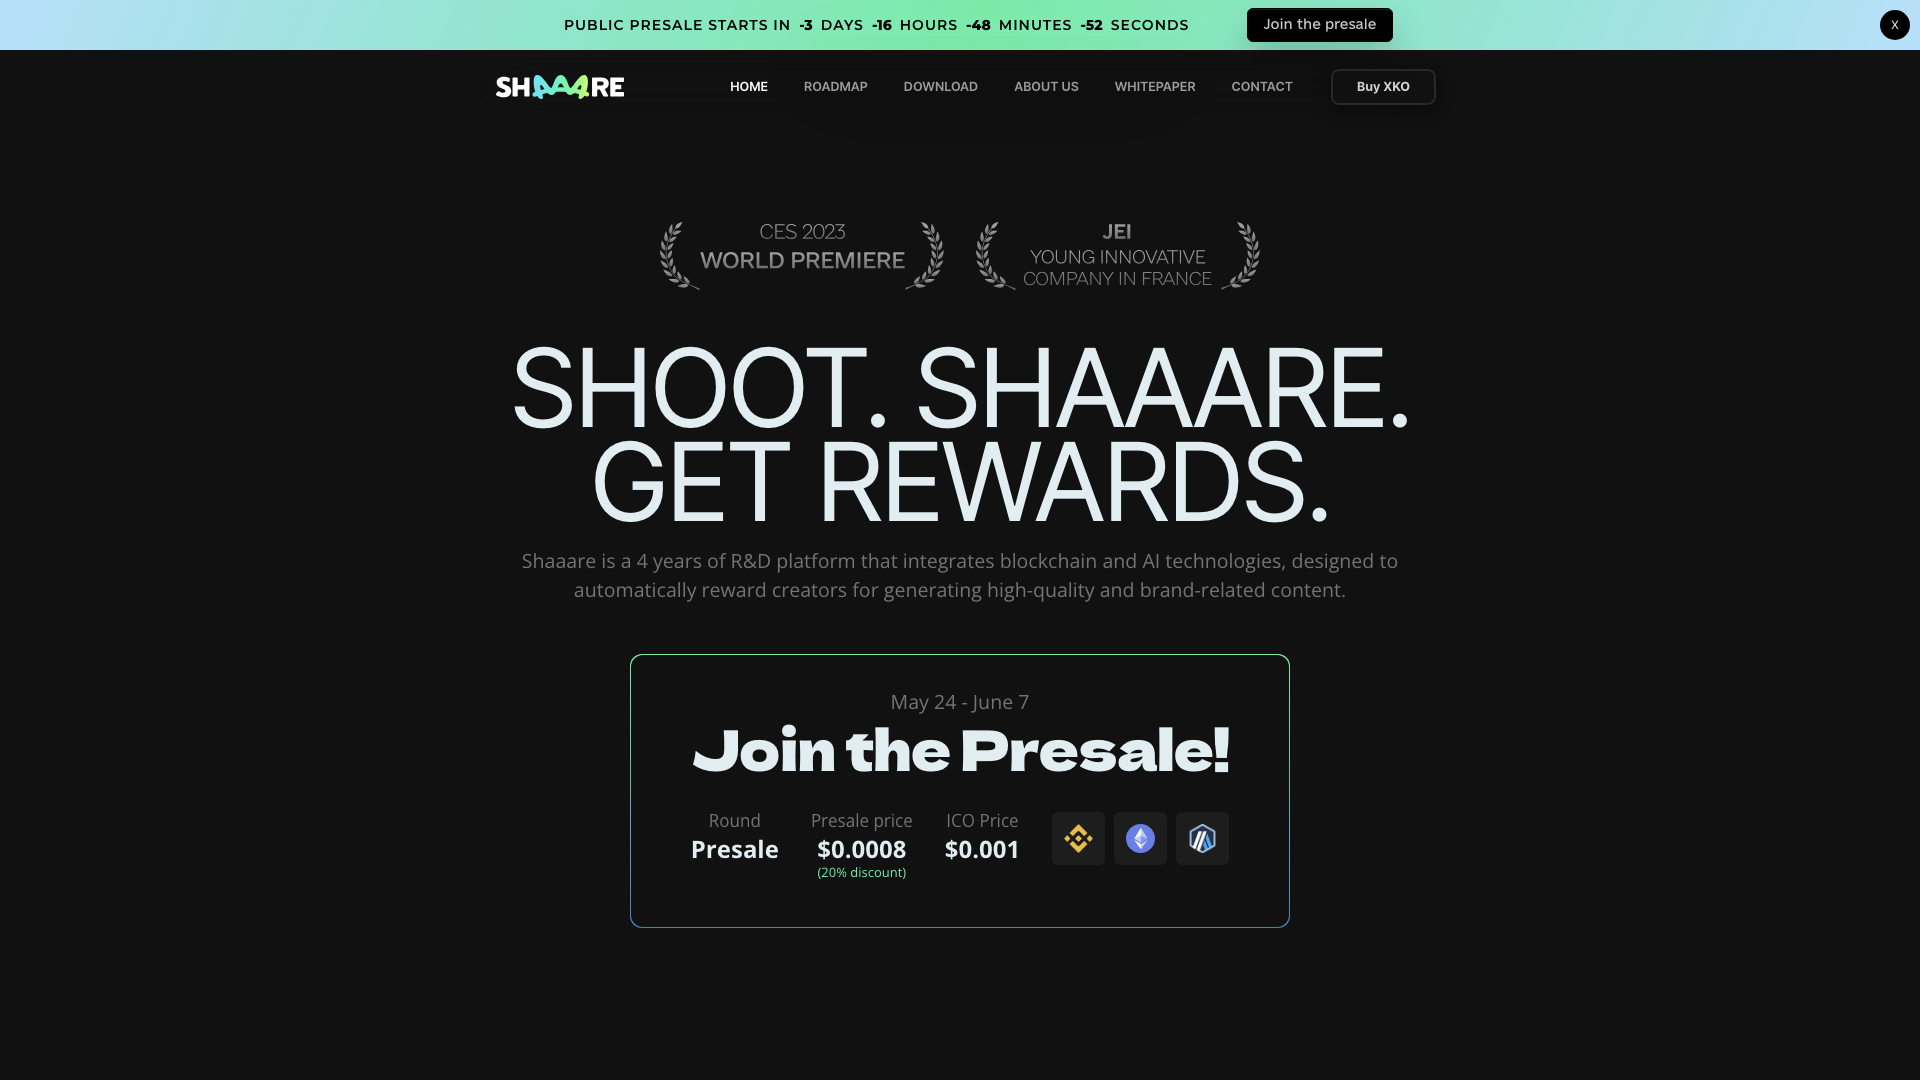 PUBLIC PRESALE STARTS IN -3 DAYS -16 HOURS -48 MINUTES -52 SECONDS Join the presale X
SHAAARE HOME ROADMAP DOWNLOAD ABOUT US WHITEPAPER CONTACT Buy XKO
CES 2023
WORLD PREMIERE
JEI
YOUNG INNOVATIVE
COMPANY IN FRANCE
SHOOT. SHAAARE.
GET REWARDS.
Shaaare is a 4 years of R&D platform that integrates blockchain and AI technologies, designed to
automatically reward creators for generating high-quality and brand-related content.
May 24 - June 7
Join the Presale!
Round
Presale
Presale price
$0.0008
(20% discount)
ICO Price
$0.001